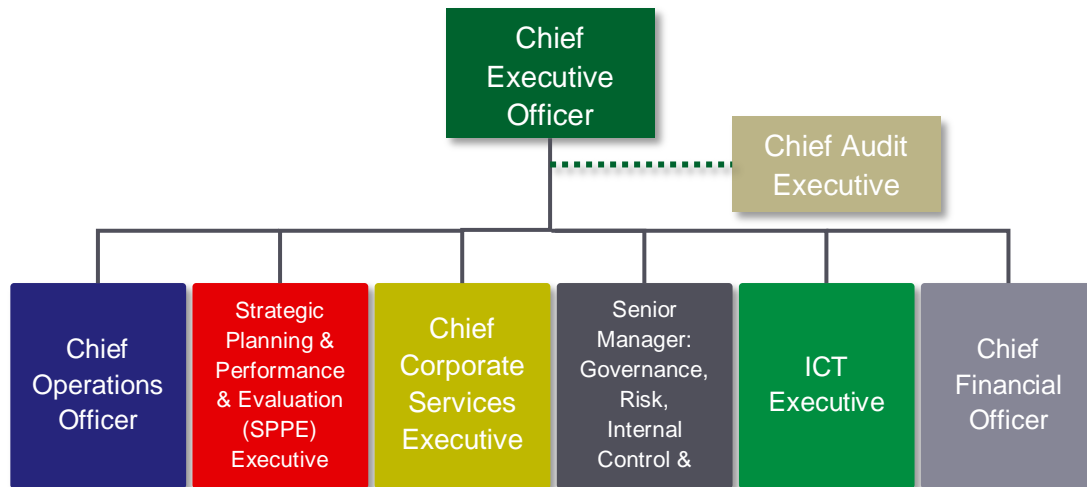 Chief
Executive
Officer
Chief Audit
Executive
Chief
Operations
Officer
Strategic
Planning &
Performance
& Evaluation
(SPPE)
Executive
Chief
Corporate
Services
Executive
Senior
Manager:
Governance,
Risk,
Internal
Control &
ICT
Executive
Chief
Financial
Officer